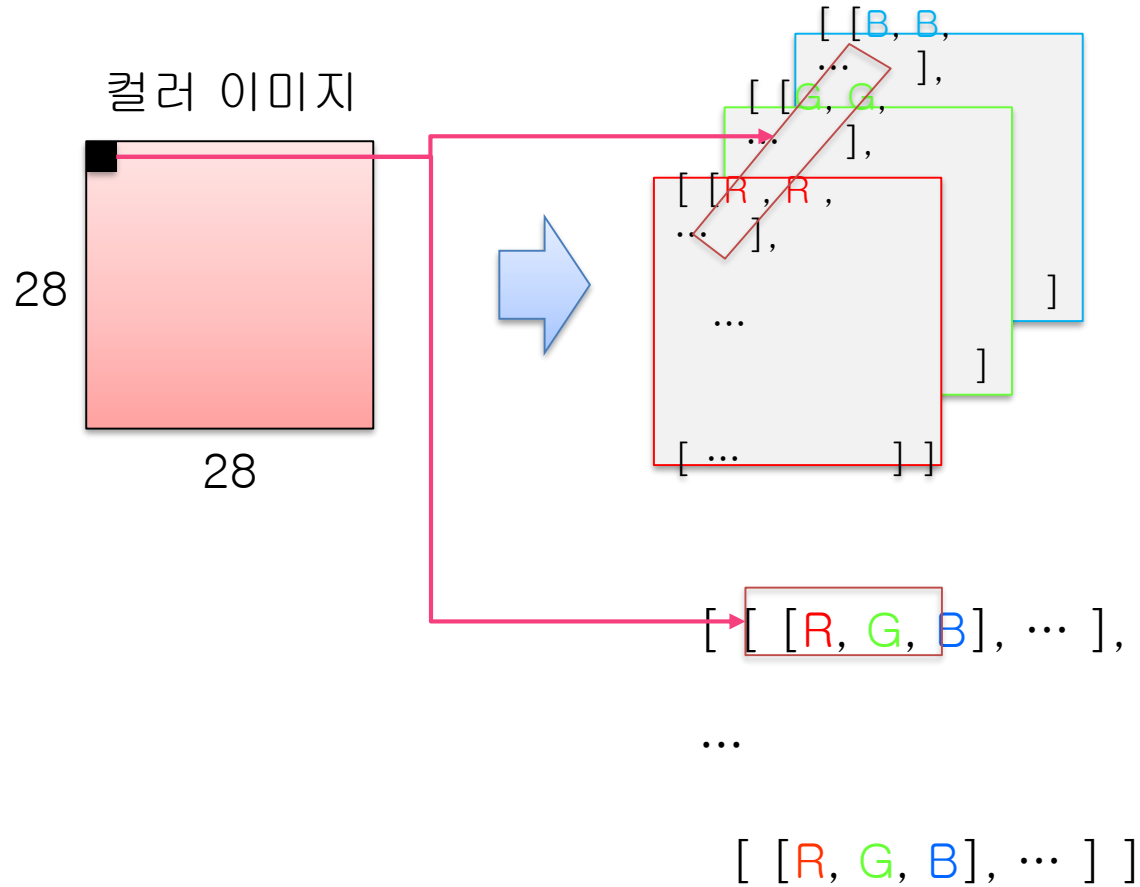 컬러 이미지
28
28
[ [B, B,
… ],
]
[ [G, G,
… ],
]
[ [R , R ,
… ],
…
[ … ] ]
[ [ [R, G, B], … ],
…
[ [R, G, B], … ] ]